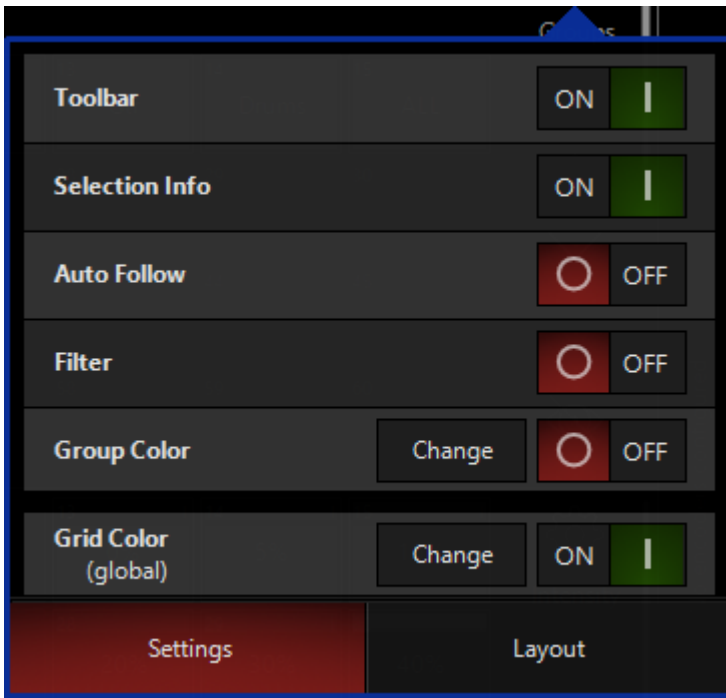 Toolbar ON
Selection Info ON
Auto Follow OFF
Filter OFF
Group Color Change OFF
Grid Color
(global) Change ON
Settings Layout